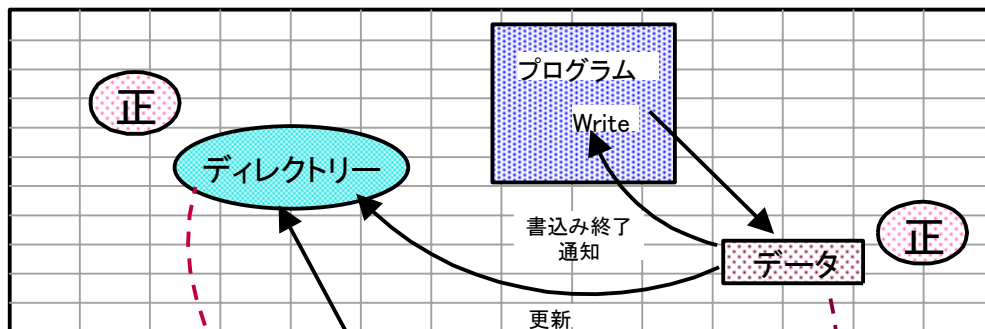 プログラム
正
Write
ディレクトリー
書込み終了
通知
正
データ
更新